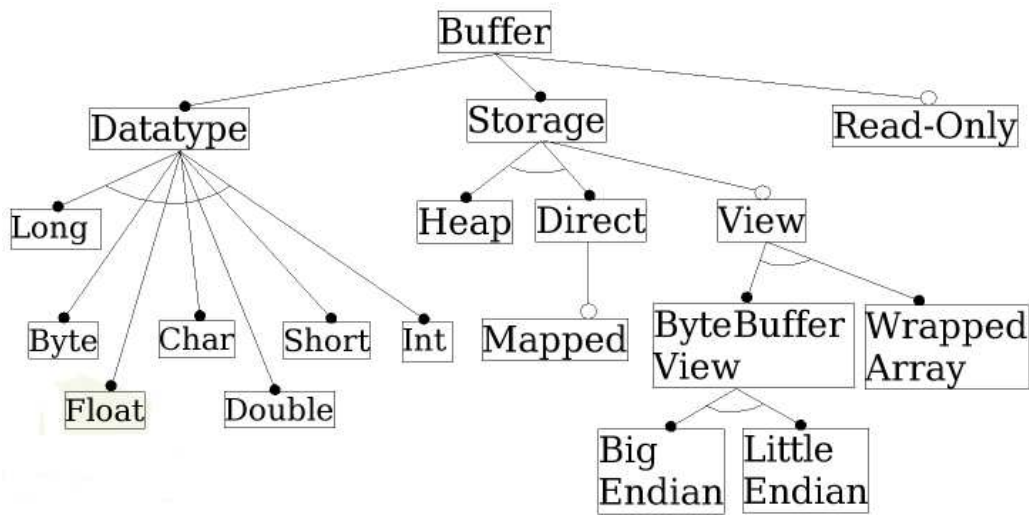 Buffer
Datatype
Storage
Read-Only
Long
Heap
Direct
View
Byte
Char
Short
Int
Mapped
ByteBuffer
View
Wrapped
Array
Float
Double
Big
Endian
Little
Endian